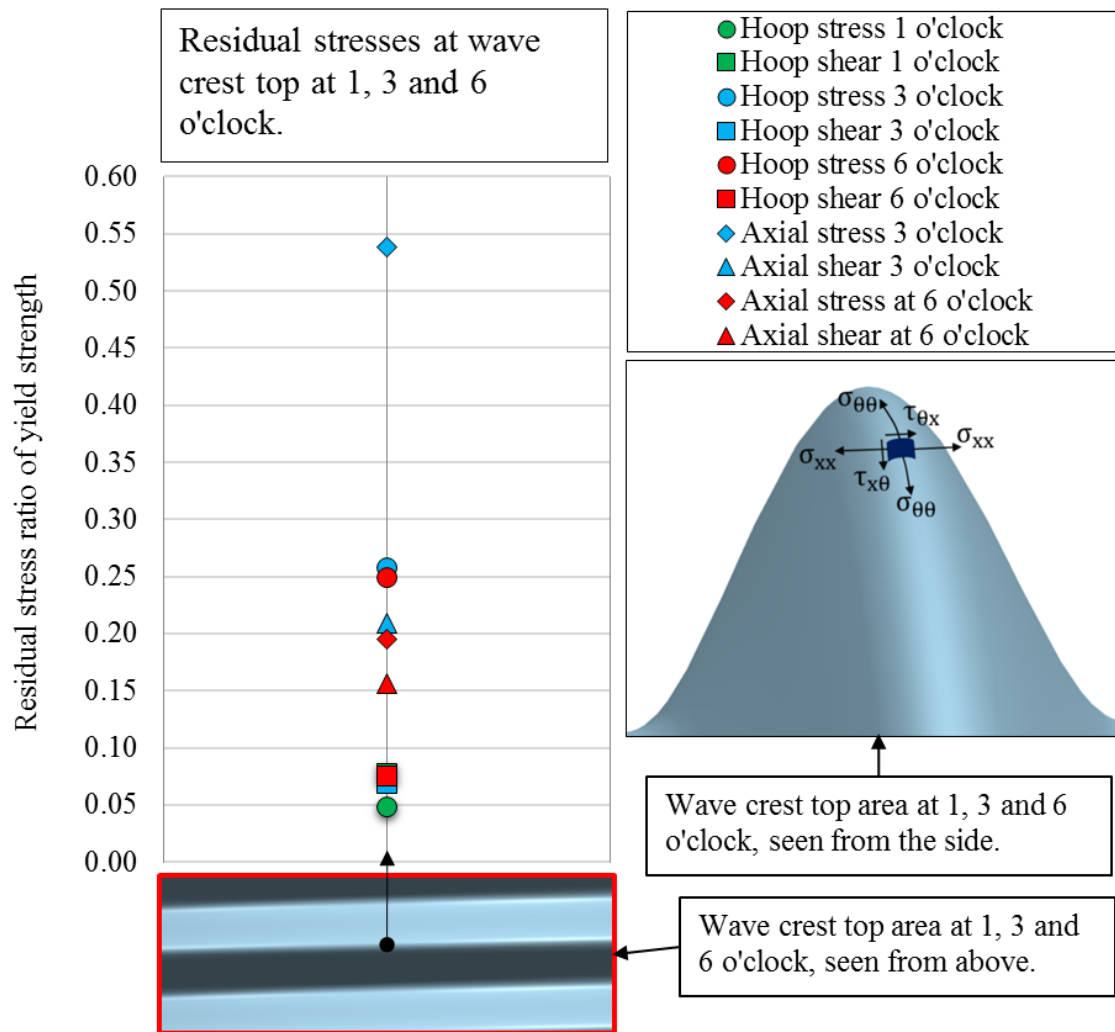 Residual stresses at wave
crest top at 1, 3 and 6
o'clock.
Hoop stress 1 o'clock
Hoop shear 1 o'clock
Hoop stress 3 o'clock
Hoop shear 3 o'clock
Hoop stress 6 o'clock
Hoop shear 6 o'clock
Axial stress 3 o'clock
Axial shear 3 o'clock
Axial stress at 6 o'clock
Axial shear at 6 o'clock
Residual stress ratio of yield strength
0.60
0.55
0.50
0.45
0.40
0.35
0.30
0.25
0.20
0.15
0.10
0.05
0.00
σθθ
τθx
σxx
σxx
τxθ
σθθ
Wave crest top area at 1, 3 and 6
o'clock, seen from the side.
Wave crest top area at 1, 3 and
6 o'clock, seen from above.